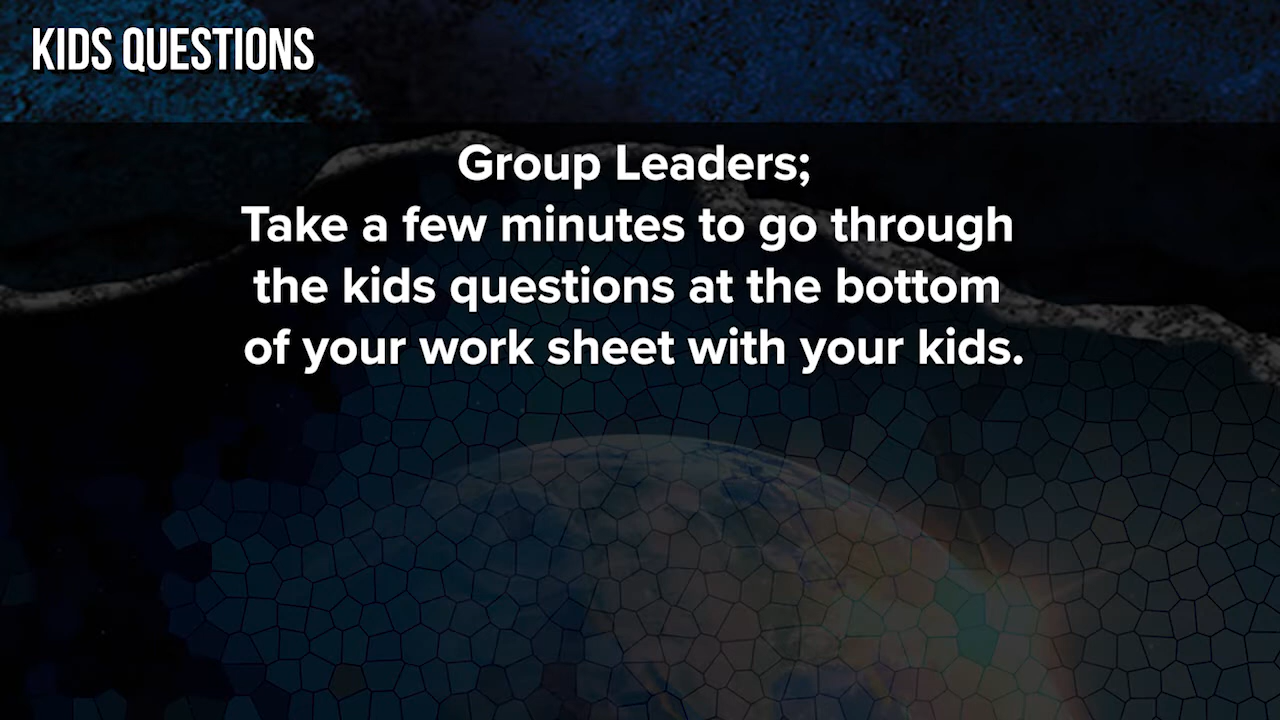 KIDS QUESTIONS
Group Leaders;
Take a few minutes to go through
the kids questions at the bottom
of your work sheet with your kids.